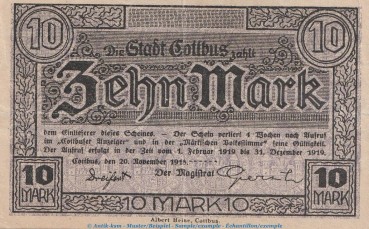 10 10
Die Stadt Cottbus zahlt
Zehn Mark
dem Einlieferer dieses Scheines. – Der Schein verliert 4 Wochen nach Aufruf
im „Cottbuser Anzeiger" und in der „Märkischen Volksstimme" seine Gültigkeit.
Der Aufruf erfolgt in der Zeit vom 1. Februar 1919 bis 31. Dezember 1919.
Cottbus, den 20. November 1918.
Der Magistrat
10 10
MARK 10 MARK 10 MARK
Albert Heine, Cottbus.
© Antik-kam - Muster/Beispiel - Sample/example - Échantillon/exemple